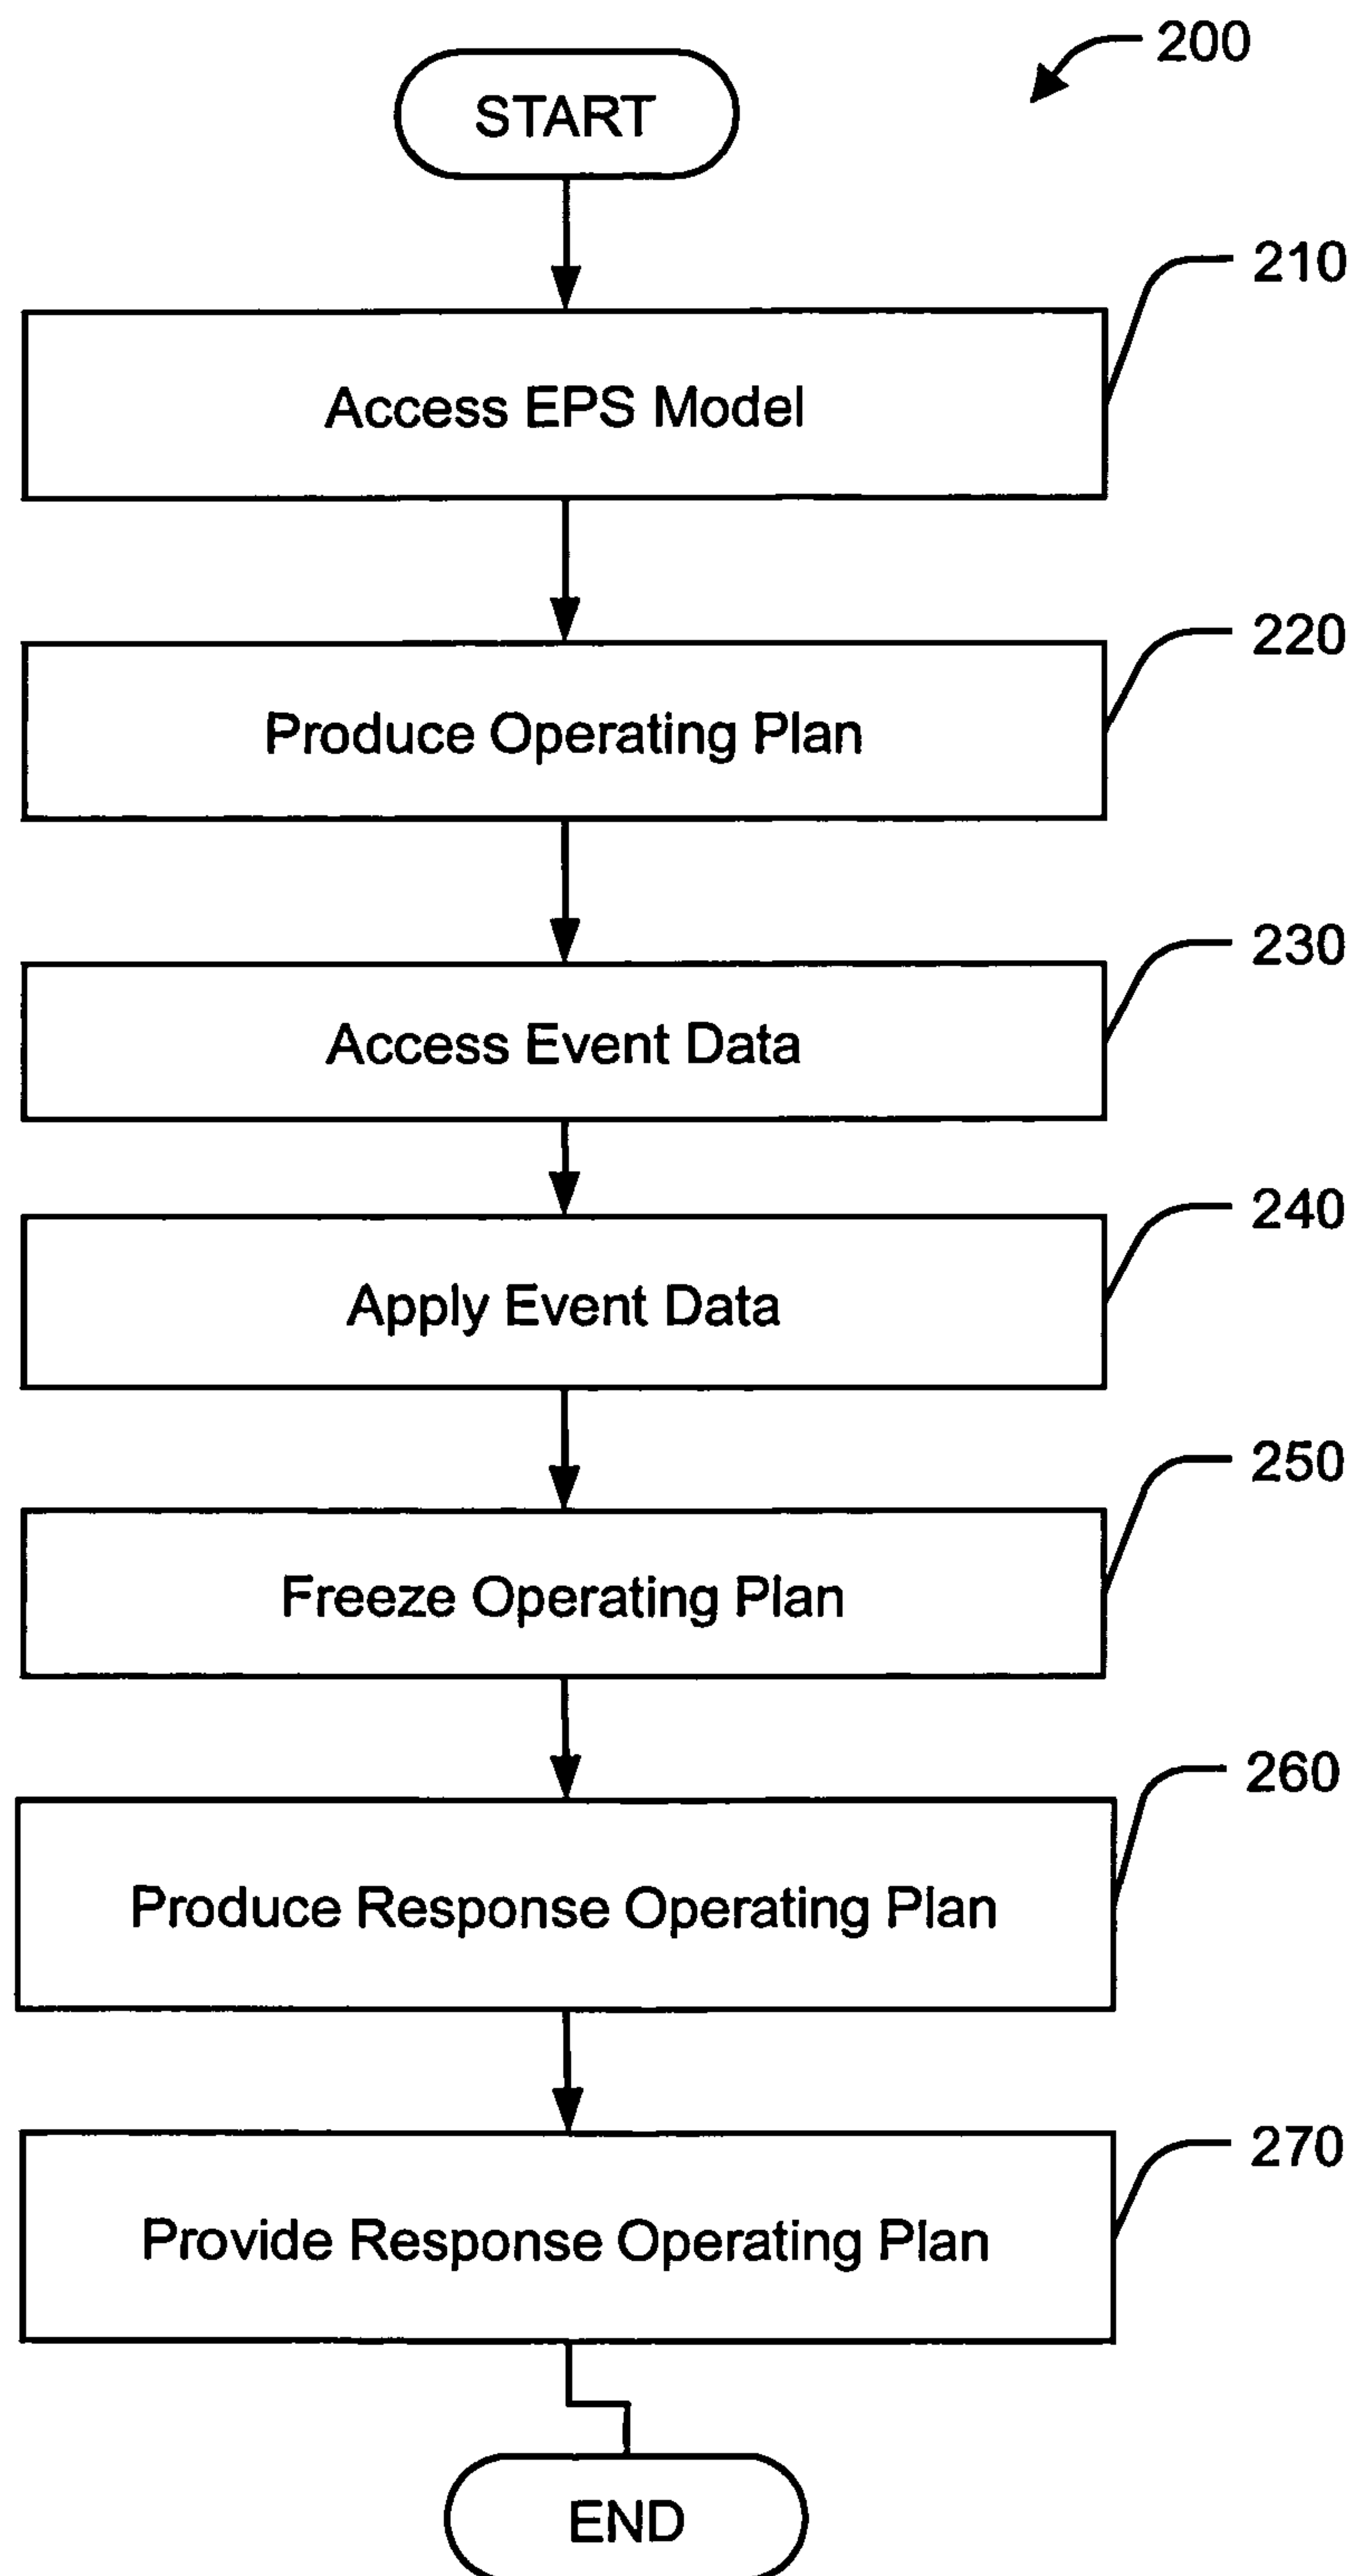 200
START
210
Access EPS Model
220
Produce Operating Plan
230
Access Event Data
240
Apply Event Data
250
Freeze Operating Plan
260
Produce Response Operating Plan
270
Provide Response Operating Plan
END